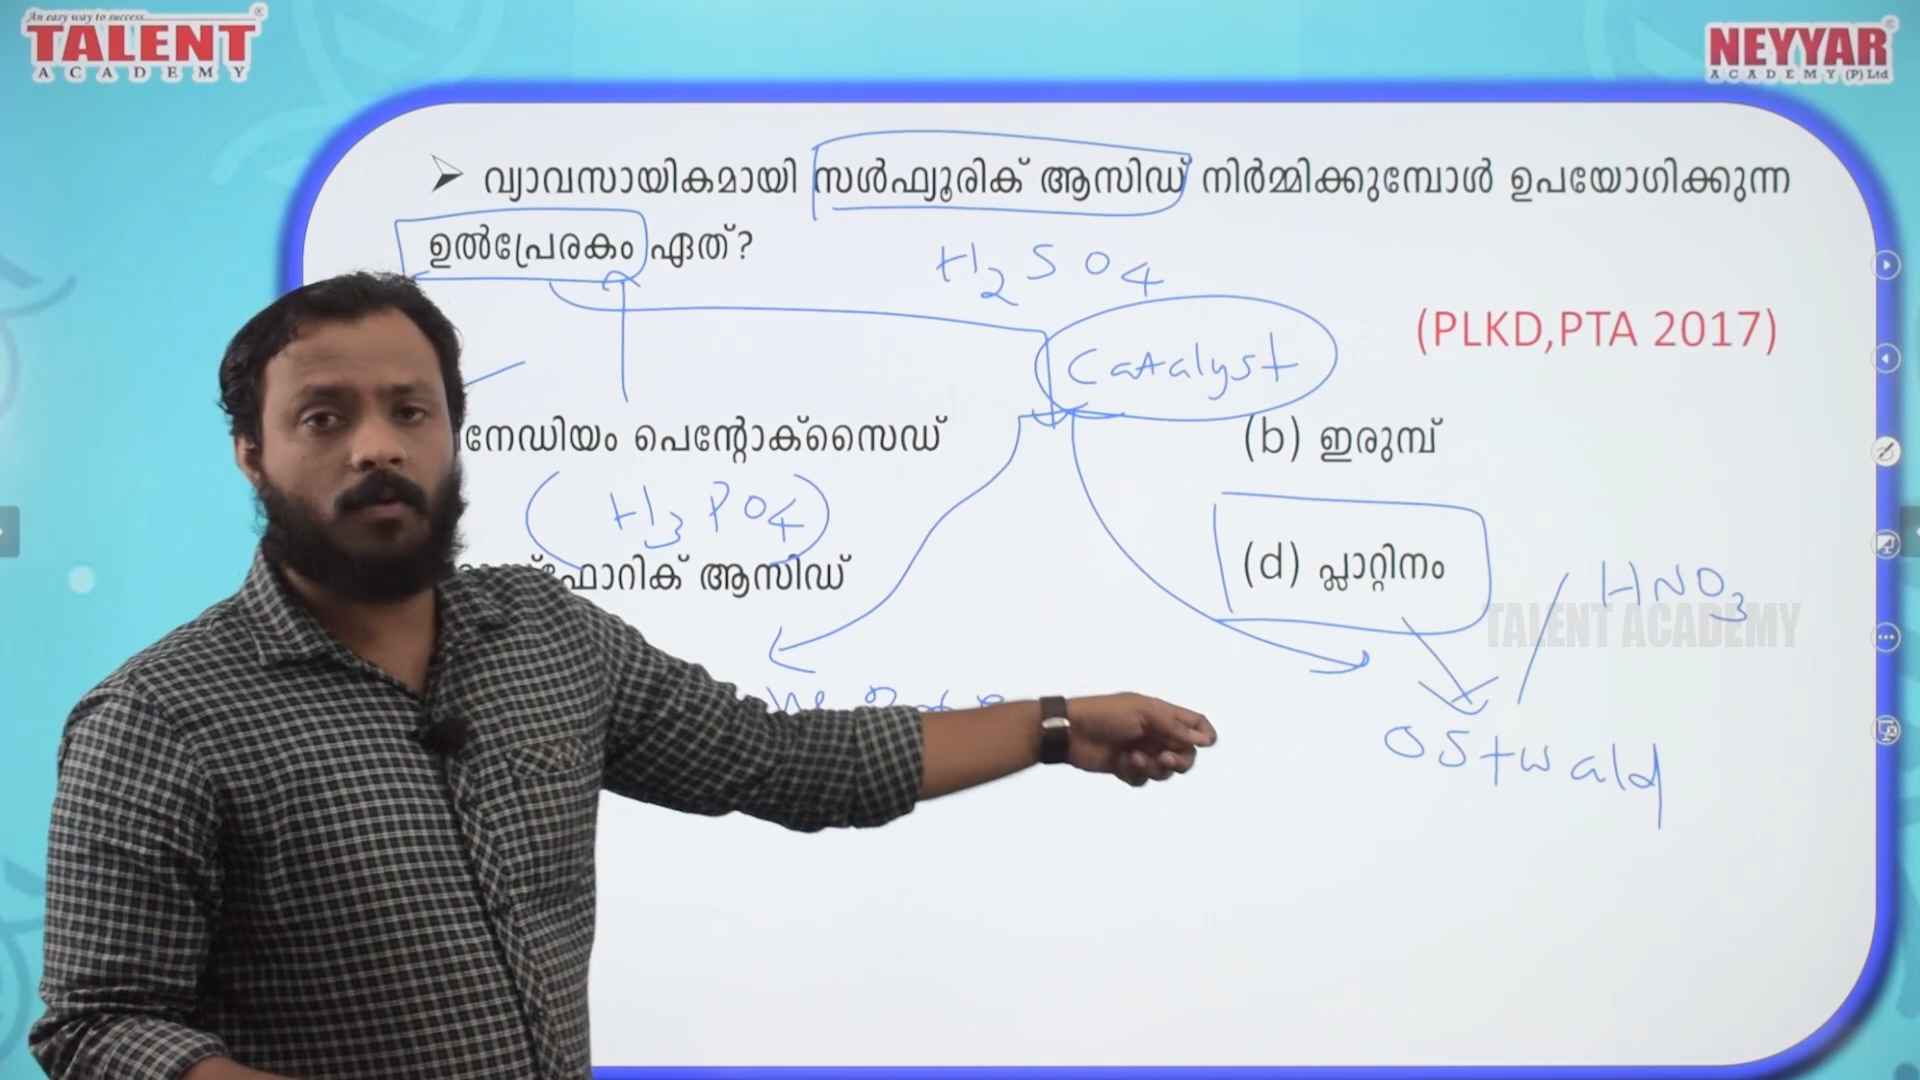 An easy way to success
TALENT
ACADEMY
NEYYAR
ACADEMY (P) Ltd
➤ വ്യാവസായികമായി സൾഫ്യൂരിക് ആസിഡ് നിർമ്മിക്കുമ്പോൾ ഉപയോഗിക്കുന്ന
ഉൽപ്രേരകം ഏത്?
H2SO4
(PLKD,PTA 2017)
Catalyst
നേഡിയം പെന്റോക്സൈഡ്
(b) ഇരുമ്പ്
(H3PO4)
ഫോറിക് ആസിഡ്
(d) പ്ലാറ്റിനം
HNO3
TALENT ACADEMY
Ostwald